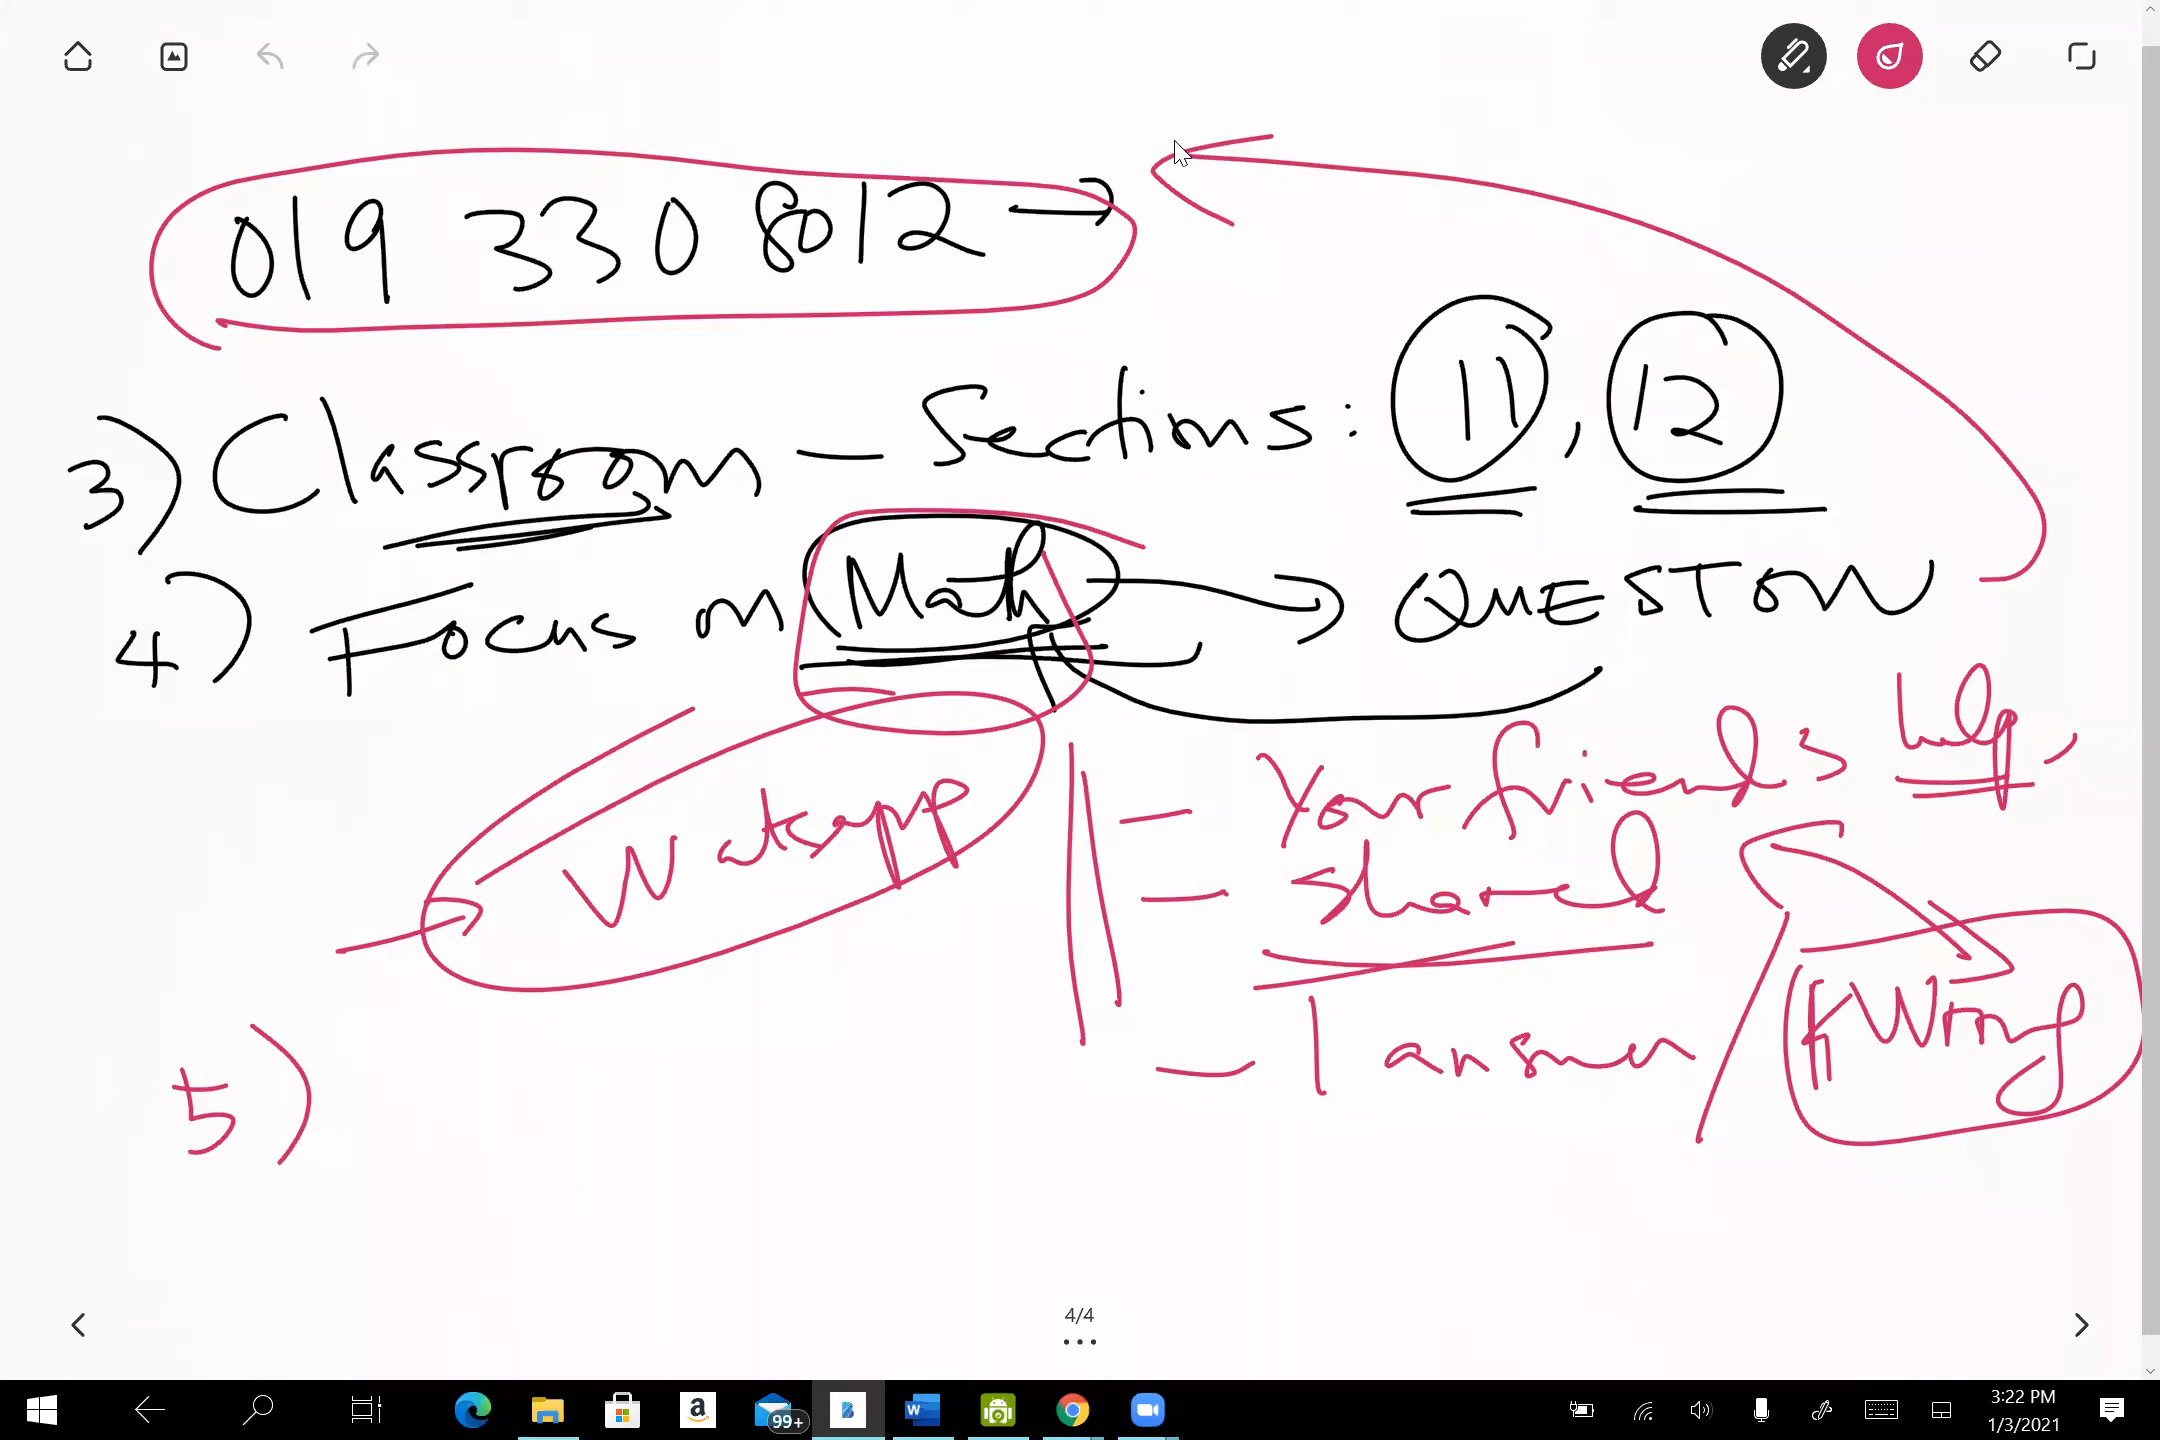 019 330 8012 →
3) Classroom — Sections: 11, 12
4) Focus on Math → QUESTON
Watsapp
- Your friend's help,
- shared
- 1 answer / Wrong
5)
4/4
99+
3:22 PM
1/3/2021